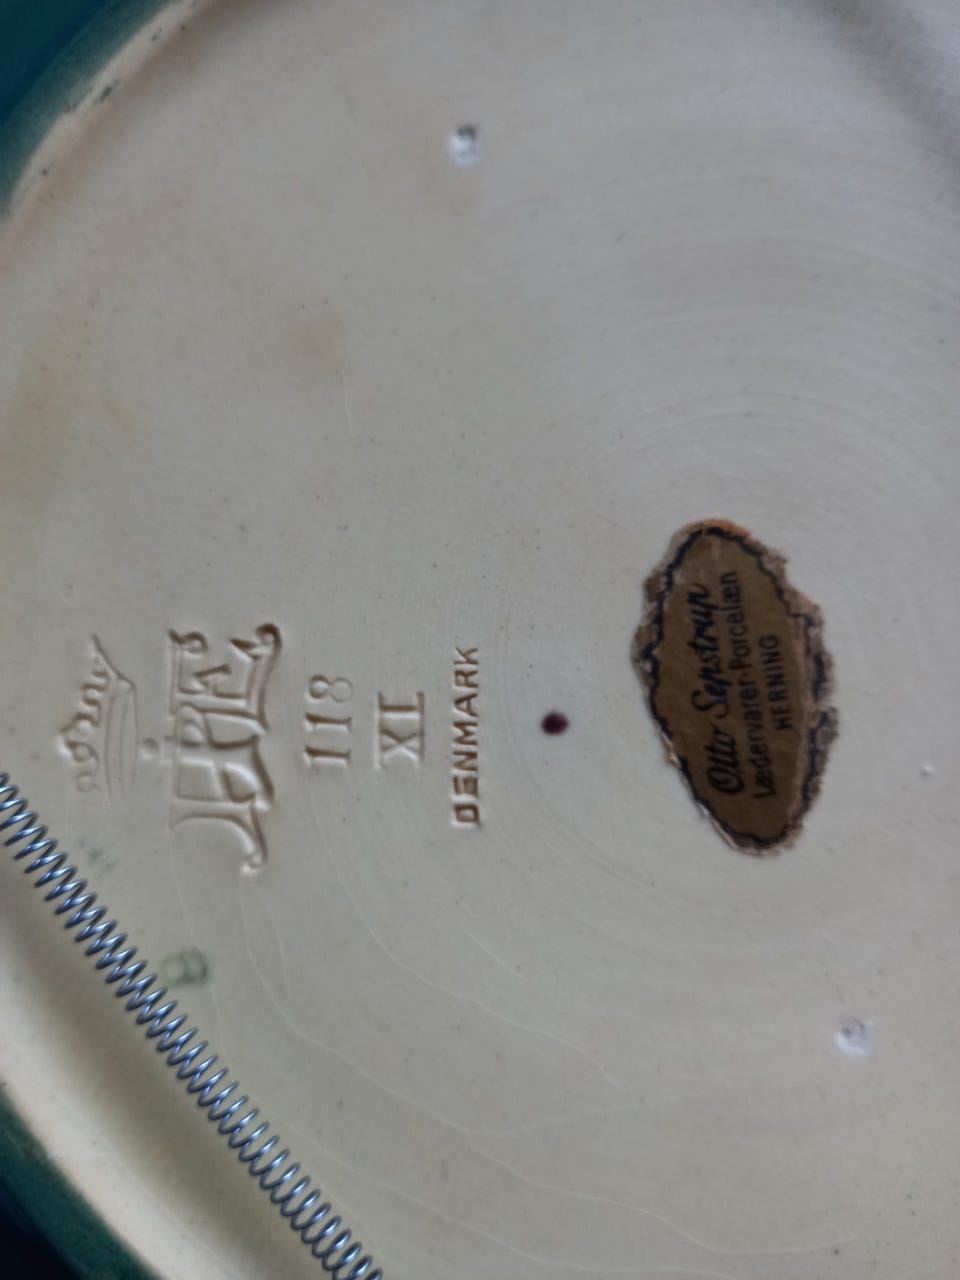 118
XI
DENMARK
Otto Sepstrup
Lædervarer·Porcelæn
HERNING